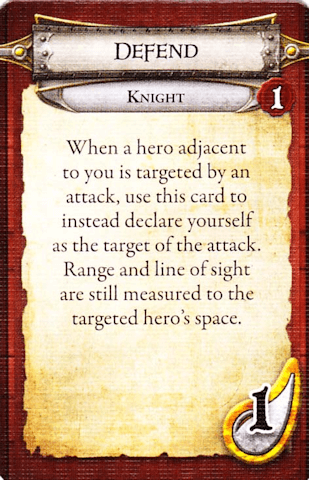 DEFEND
KNIGHT
1
When a hero adjacent
to you is targeted by an
attack, use this card to
instead declare yourself
as the target of the attack.
Range and line of sight
are still measured to the
targeted hero's space.
1